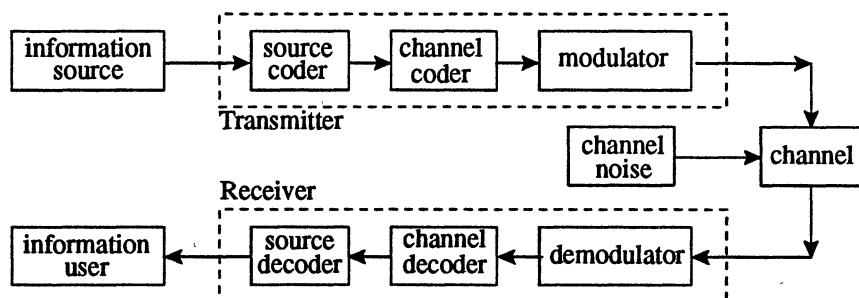 information
source
source
coder
channel
coder
modulator
Transmitter
channel
noise
channel
Receiver
information
user
source
decoder
channel
decoder
demodulator